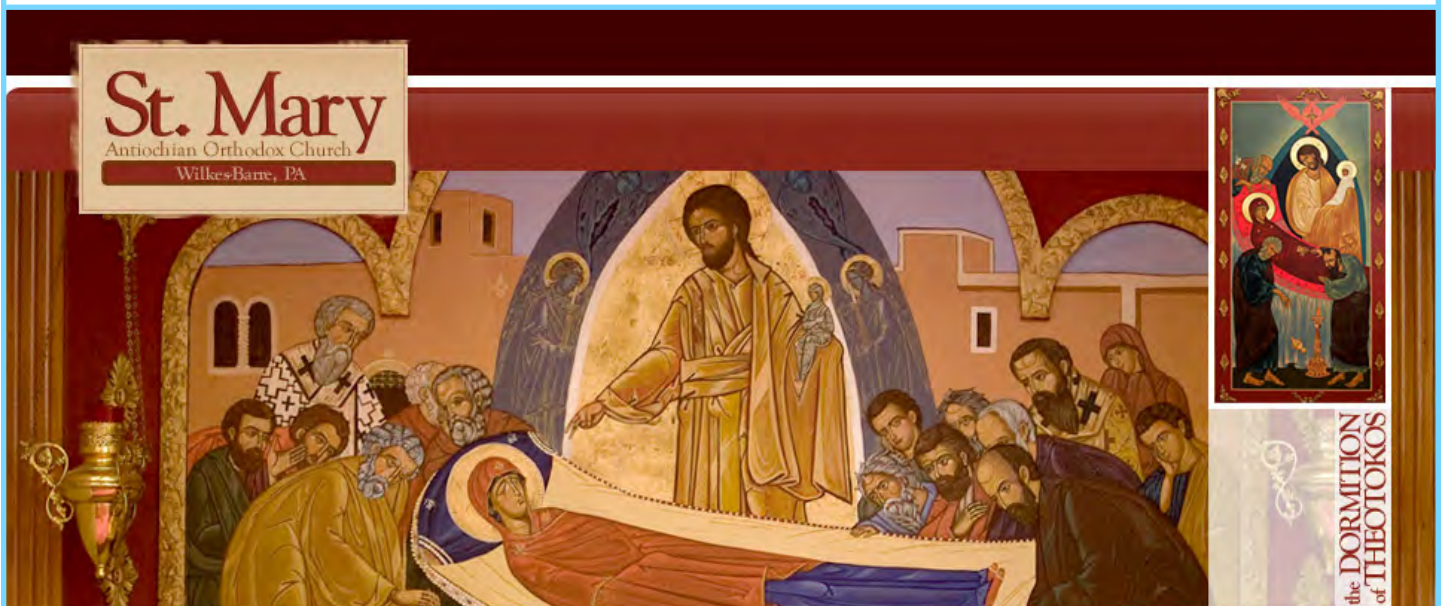 St. Mary
Antiochian Orthodox Church
Wilkes-Barre, PA
the DORMITION
of THEOTOKOS